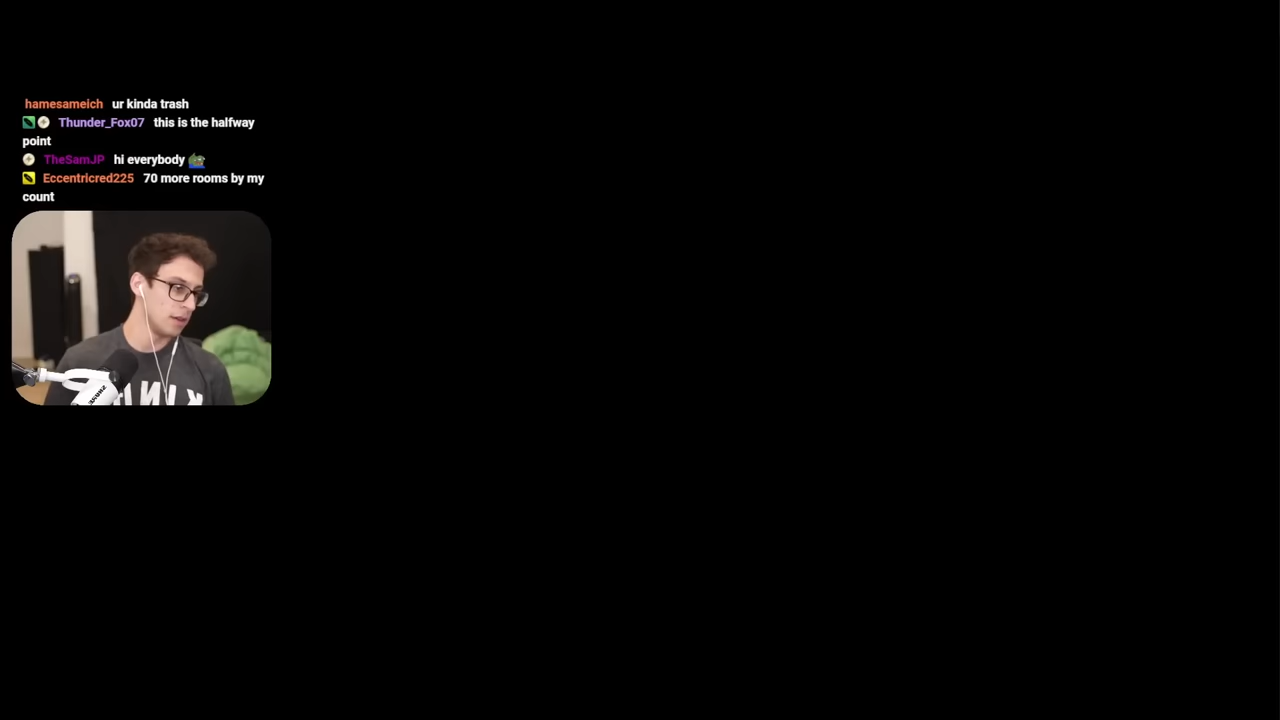 hamesameich ur kinda trash
Thunder_Fox07 this is the halfway
point
TheSamJP hi everybody
Eccentricred225 70 more rooms by my
count